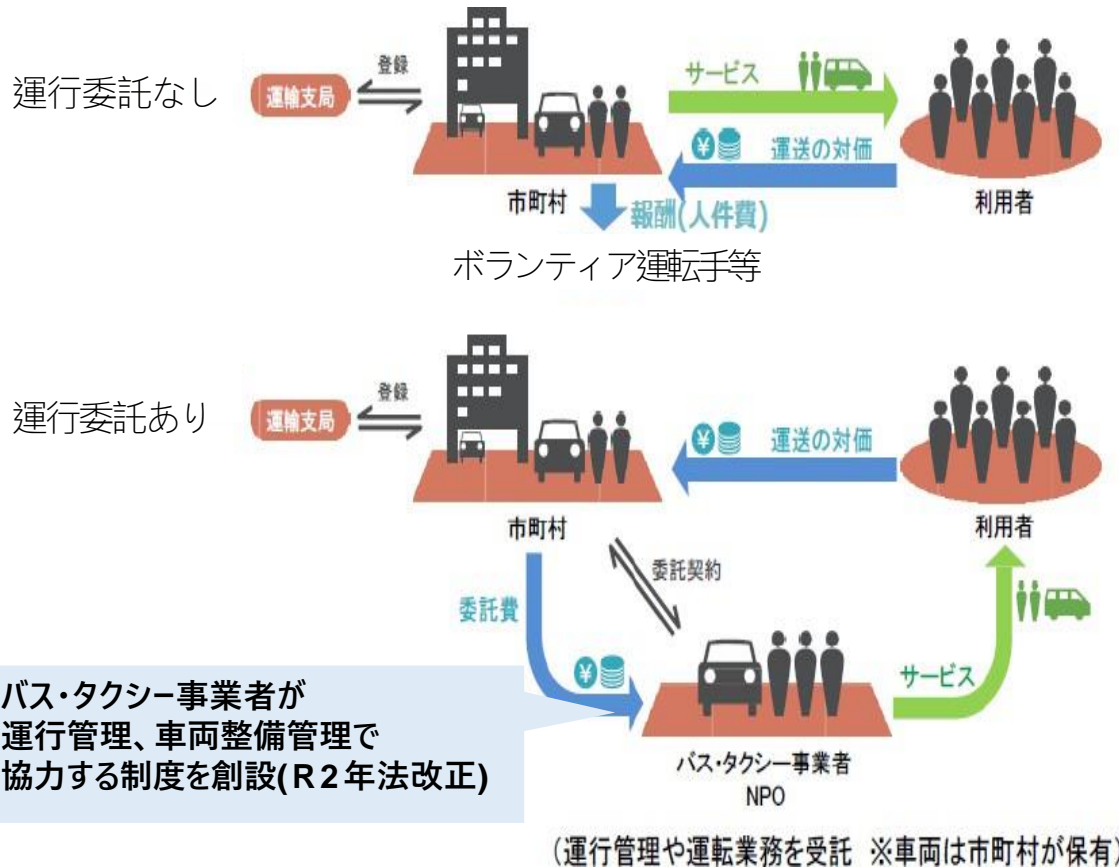 運行委託なし
運輸支局
登録
市町村
サービス
¥
運送の対価
利用者
報酬(人件費)
ボランティア運転手等
運行委託あり
運輸支局
登録
市町村
¥
運送の対価
利用者
委託契約
委託費
¥
サービス
バス・タクシー事業者が
運行管理、車両整備管理で
協力する制度を創設(R2年法改正)
バス・タクシー事業者
NPO
(運行管理や運転業務を受託 ※車両は市町村が保有)